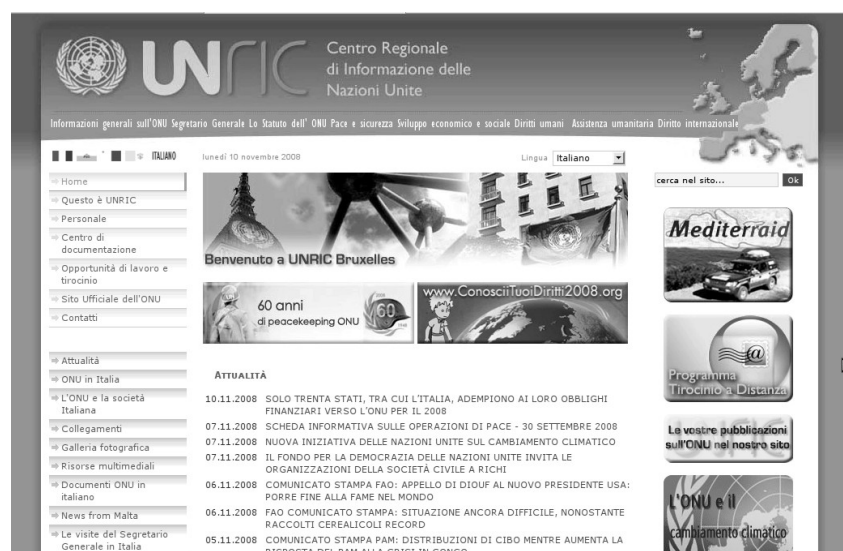 UNRIC
Centro Regionale
di Informazione delle
Nazioni Unite
Informazioni generali sull'ONU Segretario Generale Lo Statuto dell' ONU Pace e sicurezza Sviluppo economico e sociale Diritti umani Assistenza umanitaria Diritto internazionale
ITALIANO
lunedì 10 novembre 2008
Lingua Italiano
cerca nel sito... Ok
Home
Questo è UNRIC
Personale
Centro di
documentazione
Opportunità di lavoro e
tirocinio
Sito Ufficiale dell'ONU
Contatti
Attualità
ONU in Italia
L'ONU e la società
Italiana
Collegamenti
Galleria fotografica
Risorse multimediali
Documenti ONU in
italiano
News from Malta
Le visite del Segretario
Generale in Italia
Benvenuto a UNRIC Bruxelles
60 anni
di peacekeeping ONU
60
www.ConosciiTuoiDiritti2008.org
ATTUALITÀ
10.11.2008 SOLO TRENTA STATI, TRA CUI L'ITALIA, ADEMPIONO AI LORO OBBLIGHI
FINANZIARI VERSO L'ONU PER IL 2008
07.11.2008 SCHEDA INFORMATIVA SULLE OPERAZIONI DI PACE - 30 SETTEMBRE 2008
07.11.2008 NUOVA INIZIATIVA DELLE NAZIONI UNITE SUL CAMBIAMENTO CLIMATICO
07.11.2008 IL FONDO PER LA DEMOCRAZIA DELLE NAZIONI UNITE INVITA LE
ORGANIZZAZIONI DELLA SOCIETÀ CIVILE A RICHI
06.11.2008 COMUNICATO STAMPA FAO: APPELLO DI DIOUF AL NUOVO PRESIDENTE USA:
PORRE FINE ALLA FAME NEL MONDO
06.11.2008 FAO COMUNICATO STAMPA: SITUAZIONE ANCORA DIFFICILE, NONOSTANTE
RACCOLTI CEREALICOLI RECORD
05.11.2008 COMUNICATO STAMPA PAM: DISTRIBUZIONI DI CIBO MENTRE AUMENTA LA
RISPOSTA DEL PAM ALLA CRISI IN CONGO
Mediterraid
@
Programma
Tirocinio a Distanza
Le vostre pubblicazioni
sull'ONU nel nostro sito
L'ONU e il
cambiamento climatico